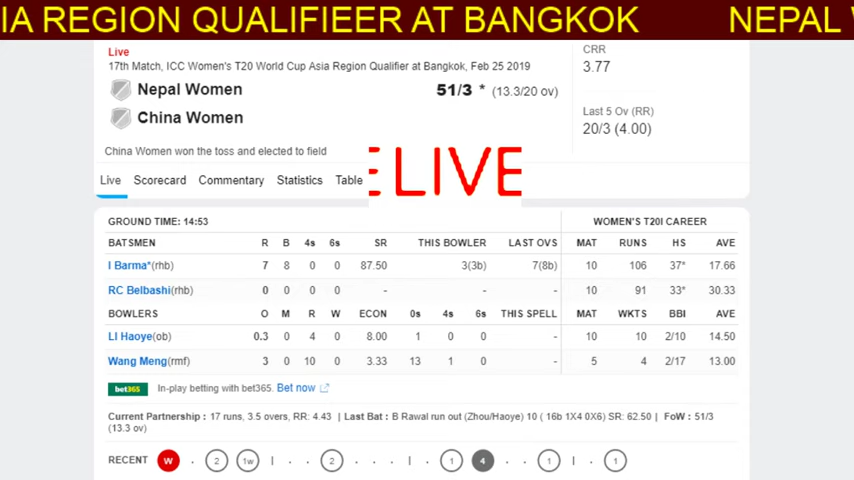 IA REGION QUALIFIEER AT BANGKOK NEPAL
Live
17th Match, ICC Women's T20 World Cup Asia Region Qualifier at Bangkok, Feb 25 2019
Nepal Women 51/3 * (13.3/20 ov)
China Women
China Women won the toss and elected to field
CRR
3.77
Last 5 Ov (RR)
20/3 (4.00)
LIVE
Live Scorecard Commentary Statistics Table
GROUND TIME: 14:53 WOMEN'S T20I CAREER
BATSMEN R B 4s 6s SR THIS BOWLER LAST OVS MAT RUNS HS AVE
I Barma*(rhb) 7 8 0 0 87.50 3(3b) 7(8b) 10 106 37* 17.66
RC Belbashi(rhb) 0 0 0 0 - - - 10 91 33* 30.33
BOWLERS O M R W ECON 0s 4s 6s THIS SPELL MAT WKTS BBI AVE
LI Haoye(ob) 0.3 0 4 0 8.00 1 0 0 - 10 10 2/10 14.50
Wang Meng(rmf) 3 0 10 0 3.33 13 1 0 - 5 4 2/17 13.00
bet365 In-play betting with bet365. Bet now
Current Partnership : 17 runs, 3.5 overs, RR: 4.43 | Last Bat : B Rawal run out (Zhou/Haoye) 10 ( 16b 1X4 0X6) SR: 62.50 | FoW : 51/3
(13.3 ov)
RECENT W . 2 1w | . . 2 . . . | . 1 4 . . 1 | . 1